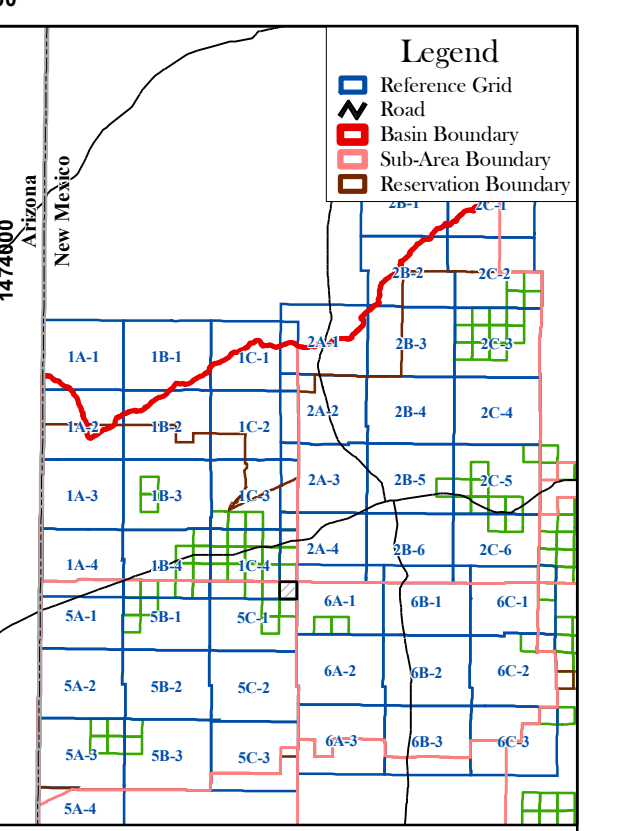 00
1474000
Arizona
New Mexico
Legend
Reference Grid
Road
Basin Boundary
Sub-Area Boundary
Reservation Boundary
2B-1 2C-1
2B-2 2C-2
2A-1 2B-3 2C-3
1A-1 1B-1 1C-1
2A-2 2B-4 2C-4
1A-2 1B-2 1C-2
2A-3 2B-5 2C-5
1A-3 1B-3 1C-3
2A-4 2B-6 2C-6
1A-4 1B-4 1C-4
6A-1 6B-1 6C-1
5A-1 5B-1 5C-1
6A-2 6B-2 6C-2
5A-2 5B-2 5C-2
6A-3 6B-3 6C-3
5A-3 5B-3 5C-3
5A-4